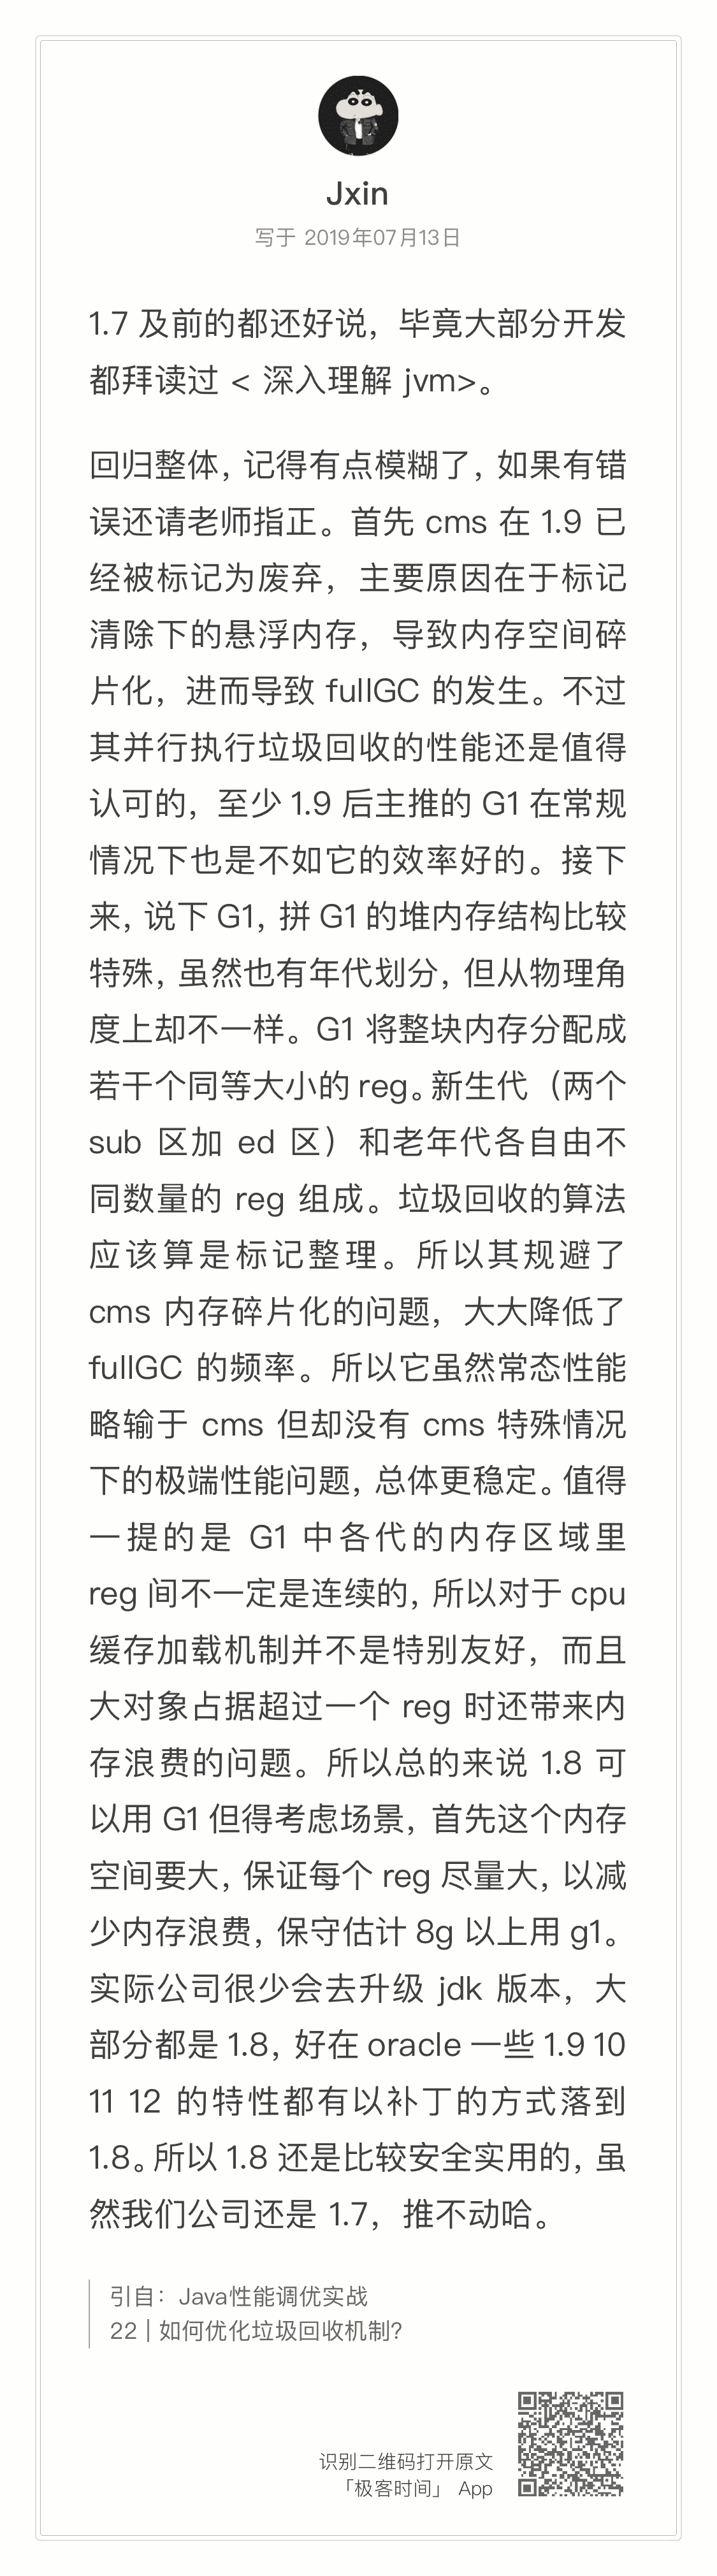 Jxin
写于 2019年07月13日
1.7 及前的都还好说，毕竟大部分开发
都拜读过 < 深入理解 jvm>。
回归整体，记得有点模糊了，如果有错
误还请老师指正。首先 cms 在 1.9 已
经被标记为废弃，主要原因在于标记
清除下的悬浮内存，导致内存空间碎
片化，进而导致 fullGC 的发生。不过
其并行执行垃圾回收的性能还是值得
认可的，至少 1.9 后主推的 G1 在常规
情况下也是不如它的效率好的。接下
来，说下 G1，拼 G1 的堆内存结构比较
特殊，虽然也有年代划分，但从物理角
度上却不一样。G1 将整块内存分配成
若干个同等大小的 reg。新生代（两个
sub 区加 ed 区）和老年代各自由不
同数量的 reg 组成。垃圾回收的算法
应该算是标记整理。所以其规避了
cms 内存碎片化的问题，大大降低了
fullGC 的频率。所以它虽然常态性能
略输于 cms 但却没有 cms 特殊情况
下的极端性能问题，总体更稳定。值得
一提的是 G1 中各代的内存区域里
reg 间不一定是连续的，所以对于 cpu
缓存加载机制并不是特别友好，而且
大对象占据超过一个 reg 时还带来内
存浪费的问题。所以总的来说 1.8 可
以用 G1 但得考虑场景，首先这个内存
空间要大，保证每个 reg 尽量大，以减
少内存浪费，保守估计 8g 以上用 g1。
实际公司很少会去升级 jdk 版本，大
部分都是 1.8，好在 oracle 一些 1.9 10
11 12 的特性都有以补丁的方式落到
1.8。所以 1.8 还是比较安全实用的，虽
然我们公司还是 1.7，推不动哈。
引自：Java性能调优实战
22 | 如何优化垃圾回收机制?
识别二维码打开原文
「极客时间」 App